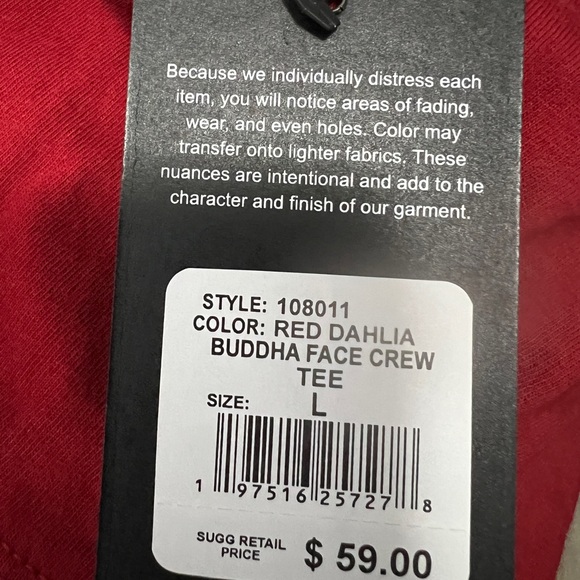 Because we individually distress each
item, you will notice areas of fading,
wear, and even holes. Color may
transfer onto lighter fabrics. These
nuances are intentional and add to the
character and finish of our garment.
STYLE: 108011
COLOR: RED DAHLIA
BUDDHA FACE CREW
TEE
SIZE: L
1 97516 25727 8
SUGG RETAIL
PRICE $ 59.00